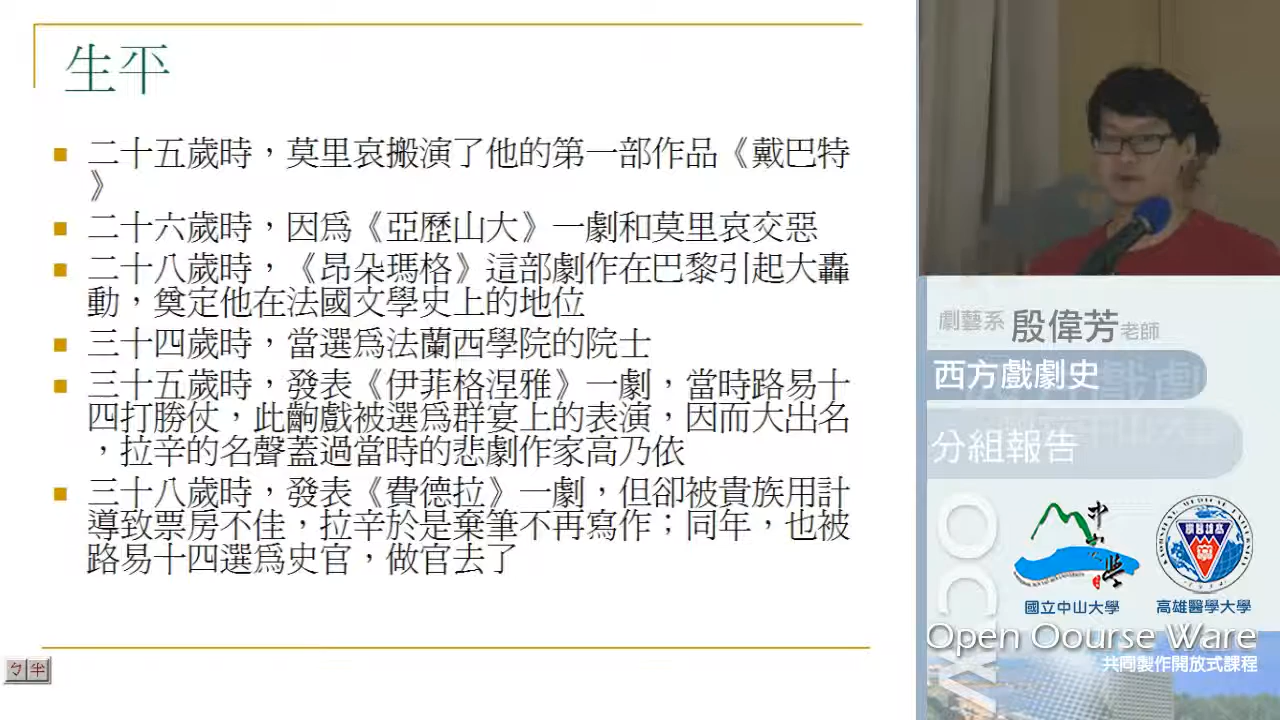 生平
二十五歲時，莫里哀搬演了他的第一部作品《戴巴特
》
二十六歲時，因為《亞歷山大》一劇和莫里哀交惡
二十八歲時，《昂朵瑪格》這部劇作在巴黎引起大轟
動，奠定他在法國文學史上的地位
三十四歲時，當選為法蘭西學院的院士
三十五歲時，發表《伊菲格涅雅》一劇，當時路易十
四打勝仗，此齣戲被選為群宴上的表演，因而大出名
，拉辛的名聲蓋過當時的悲劇作家高乃依
三十八歲時，發表《費德拉》一劇，但卻被貴族用計
導致票房不佳，拉辛於是棄筆不再寫作；同年，也被
路易十四選為史官，做官去了
ㄅ半
劇藝系 殷偉芳老師
西方戲劇史
分組報告
OCW
中山大學
國立中山大學
高雄醫學大學
Open Oourse Ware
共同製作開放式課程